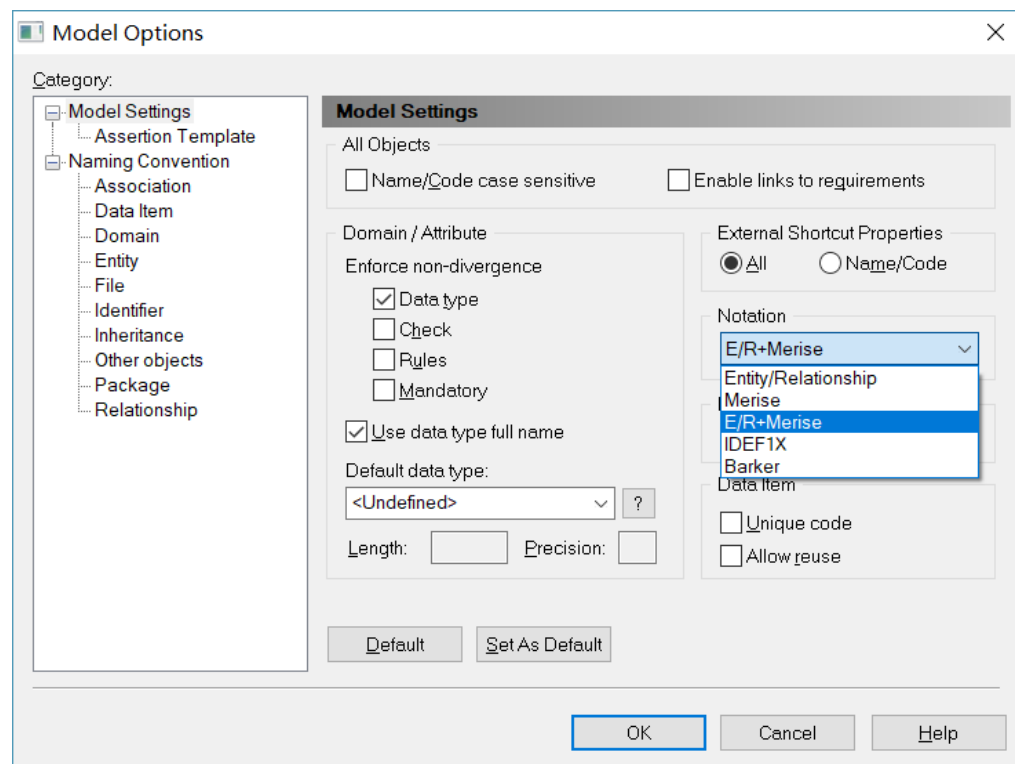 Model Options
Category:
Model Settings
Assertion Template
Naming Convention
Association
Data Item
Domain
Entity
File
Identifier
Inheritance
Other objects
Package
Relationship
Model Settings
All Objects
Name/Code case sensitive
Enable links to requirements
Domain / Attribute
Enforce non-divergence
Data type
Check
Rules
Mandatory
Use data type full name
Default data type:
<Undefined>
?
Length:
Precision:
External Shortcut Properties
All
Name/Code
Notation
E/R+Merise
Entity/Relationship
Merise
E/R+Merise
IDEF1X
Barker
Data Item
Unique code
Allow reuse
Default
Set As Default
OK
Cancel
Help